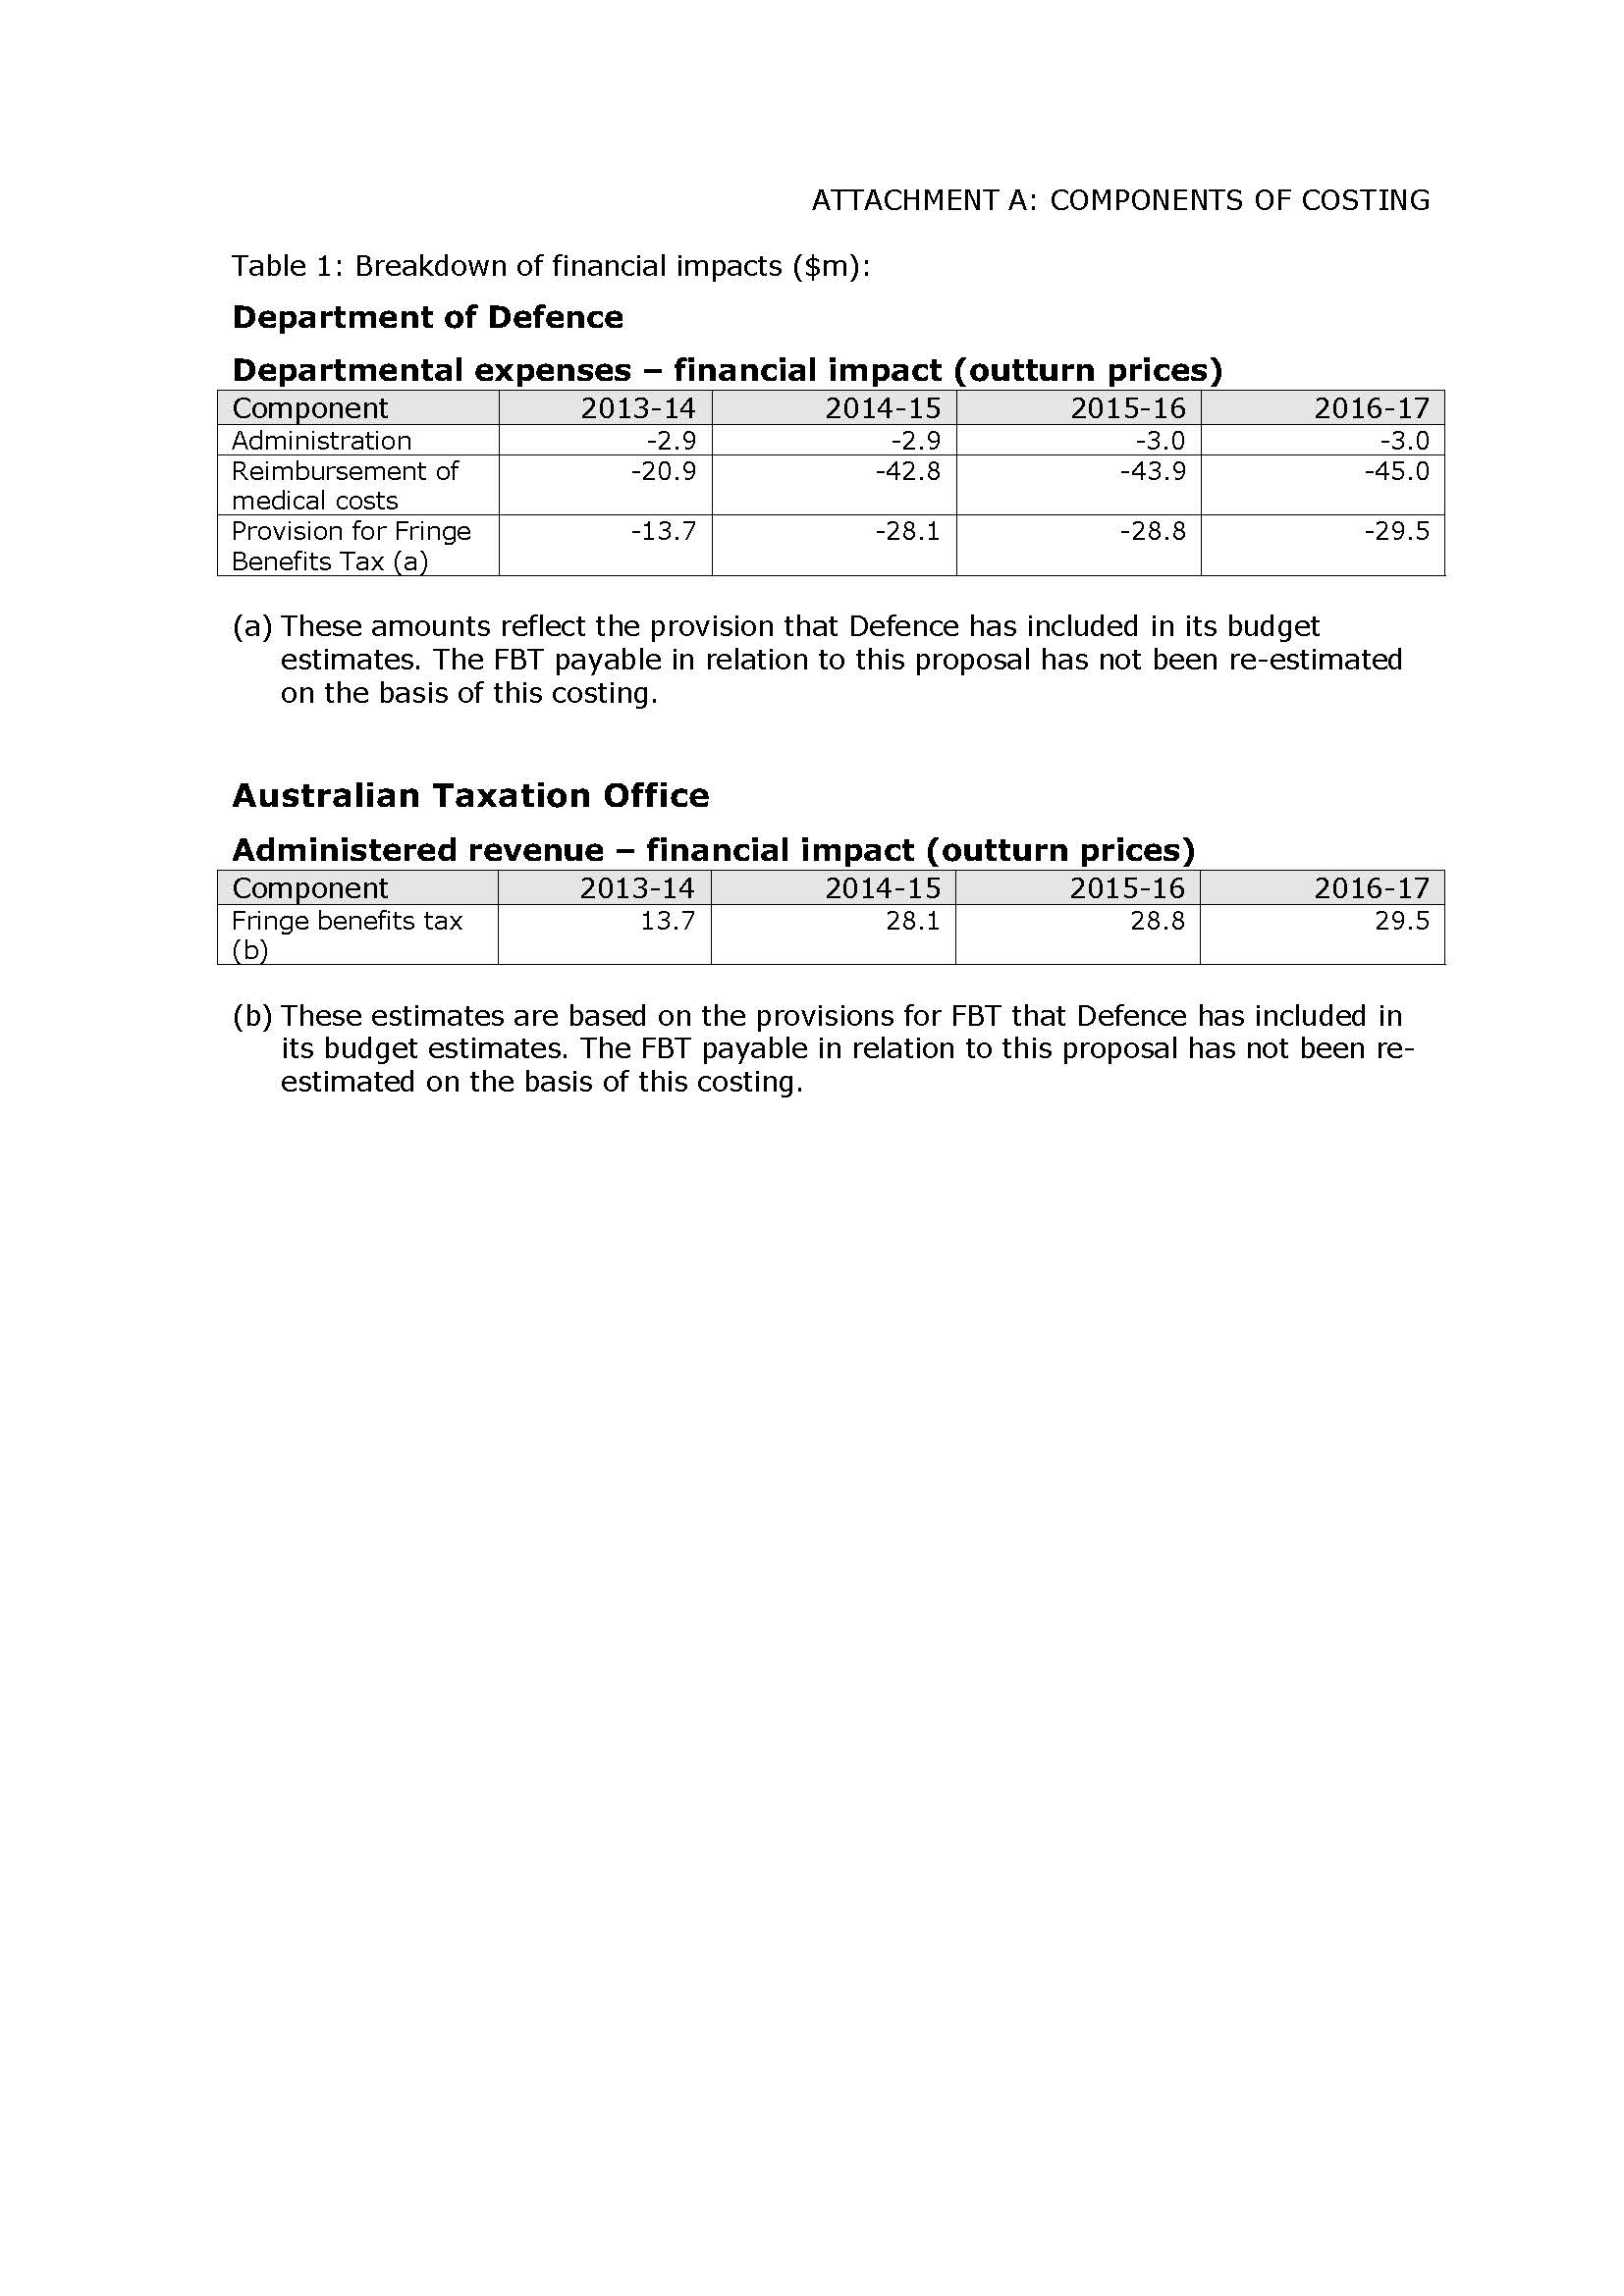 ATTACHMENT A: COMPONENTS OF COSTING
Table 1: Breakdown of financial impacts ($m):
Department of Defence
Departmental expenses – financial impact (outturn prices)
Component 2013-14 2014-15 2015-16 2016-17
Administration -2.9 -2.9 -3.0 -3.0
Reimbursement of -20.9 -42.8 -43.9 -45.0
medical costs
Provision for Fringe -13.7 -28.1 -28.8 -29.5
Benefits Tax (a)
(a) These amounts reflect the provision that Defence has included in its budget
estimates. The FBT payable in relation to this proposal has not been re-estimated
on the basis of this costing.
Australian Taxation Office
Administered revenue – financial impact (outturn prices)
Component 2013-14 2014-15 2015-16 2016-17
Fringe benefits tax 13.7 28.1 28.8 29.5
(b)
(b) These estimates are based on the provisions for FBT that Defence has included in
its budget estimates. The FBT payable in relation to this proposal has not been re-
estimated on the basis of this costing.